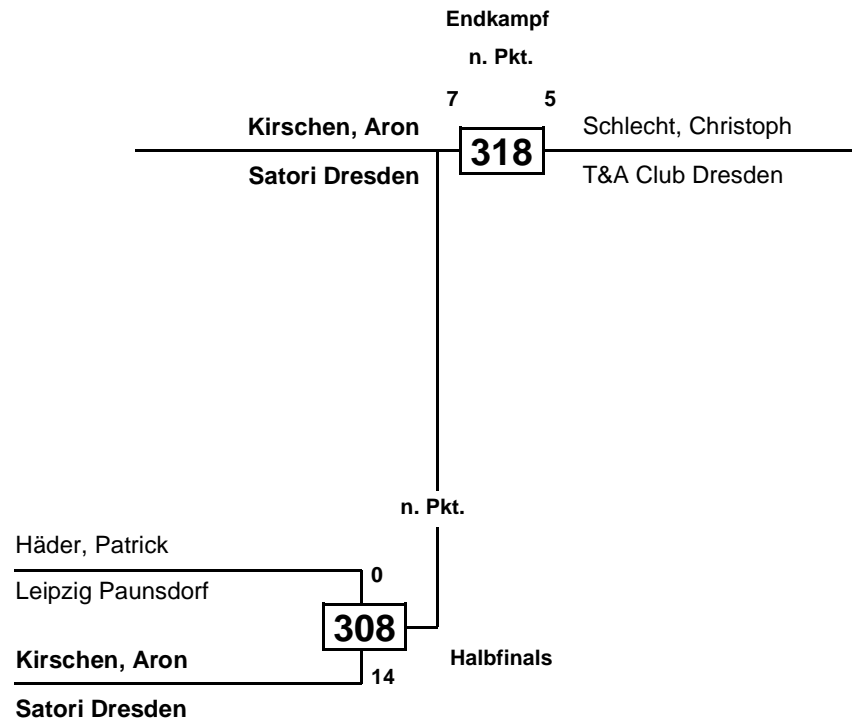 Endkampf
n. Pkt.
7 5
Kirschen, Aron
318
Schlecht, Christoph
Satori Dresden
T&A Club Dresden
n. Pkt.
Häder, Patrick
0
Leipzig Paunsdorf
308
Kirschen, Aron
Halbfinals
14
Satori Dresden